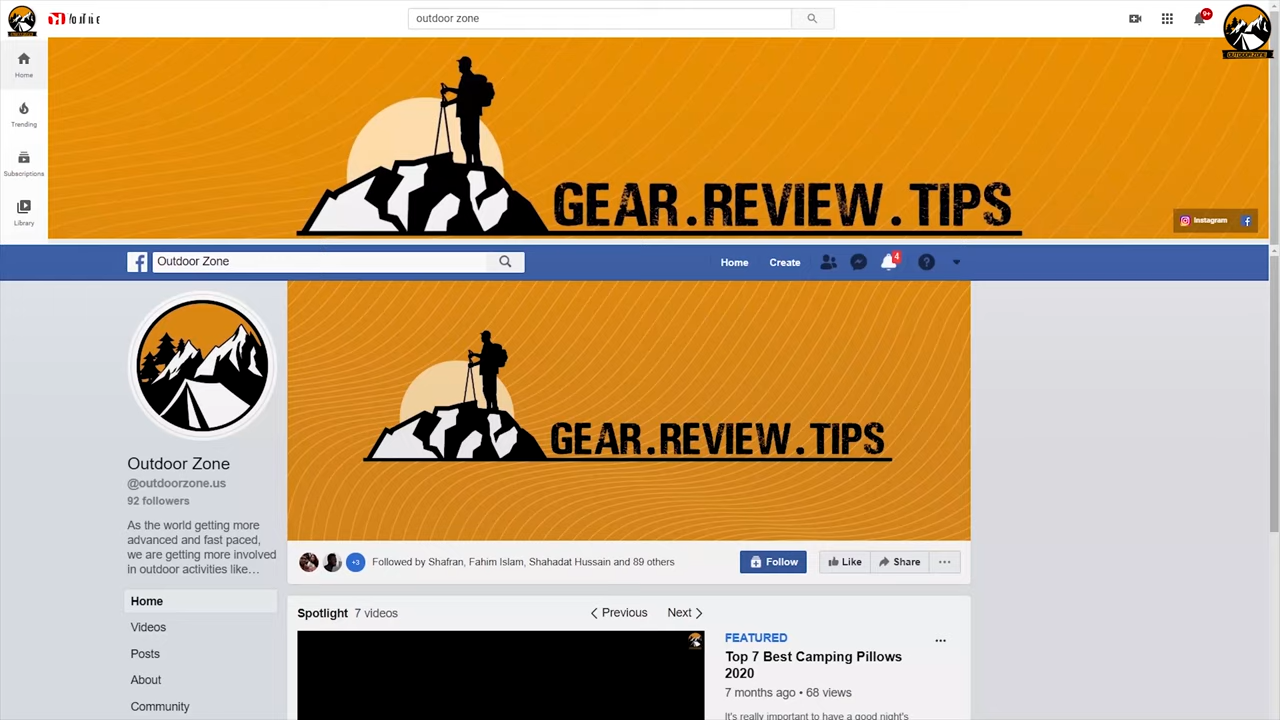 outdoor zone
9+
OUTDOORZONE
Home
Trending
Subscriptions
Library
GEAR.REVIEW.TIPS
Instagram
Outdoor Zone
Home
Create
4
GEAR.REVIEW.TIPS
Outdoor Zone
@outdoorzone.us
92 followers
As the world getting more
advanced and fast paced,
we are getting more involved
in outdoor activities like…
+3
Followed by Shafran, Fahim Islam, Shahadat Hussain and 89 others
Follow
Like
Share
Home
Videos
Posts
About
Community
Spotlight 7 videos
Previous
Next
FEATURED
Top 7 Best Camping Pillows
2020
7 months ago • 68 views
It's really important to have a good night's